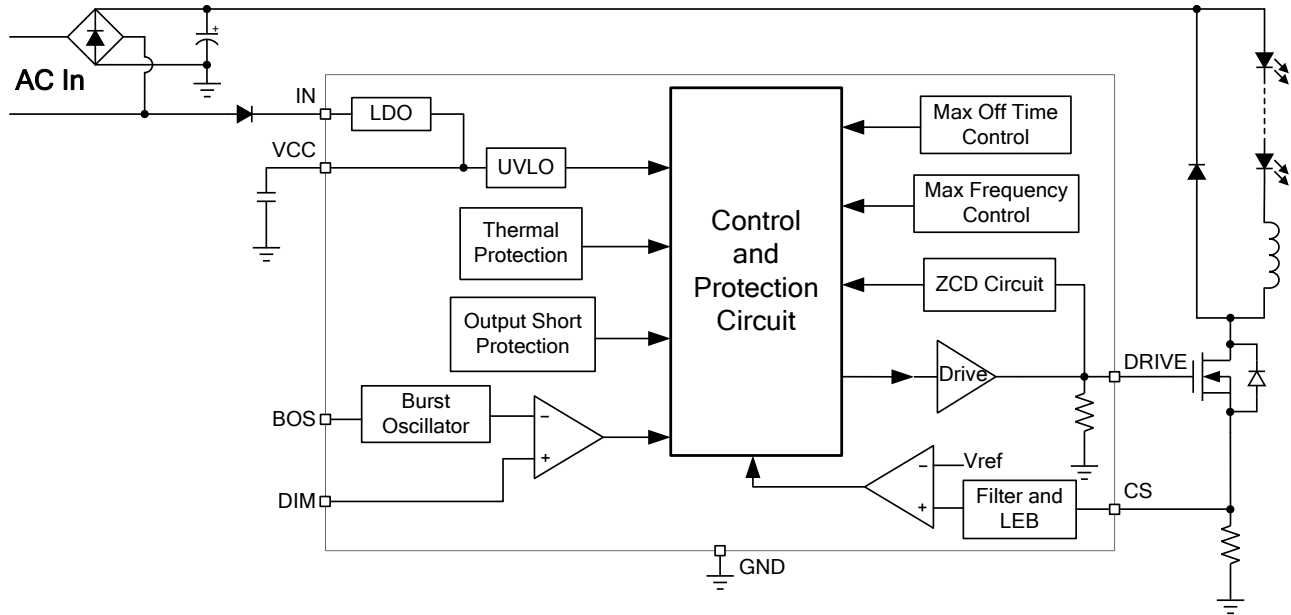 AC In
IN
LDO
VCC
UVLO
Thermal
Protection
Output Short
Protection
BOS
Burst
Oscillator
−
+
DIM
Control
and
Protection
Circuit
Max Off Time
Control
Max Frequency
Control
ZCD Circuit
Drive
DRIVE
−
Vref
+
Filter and
LEB
CS
GND
+